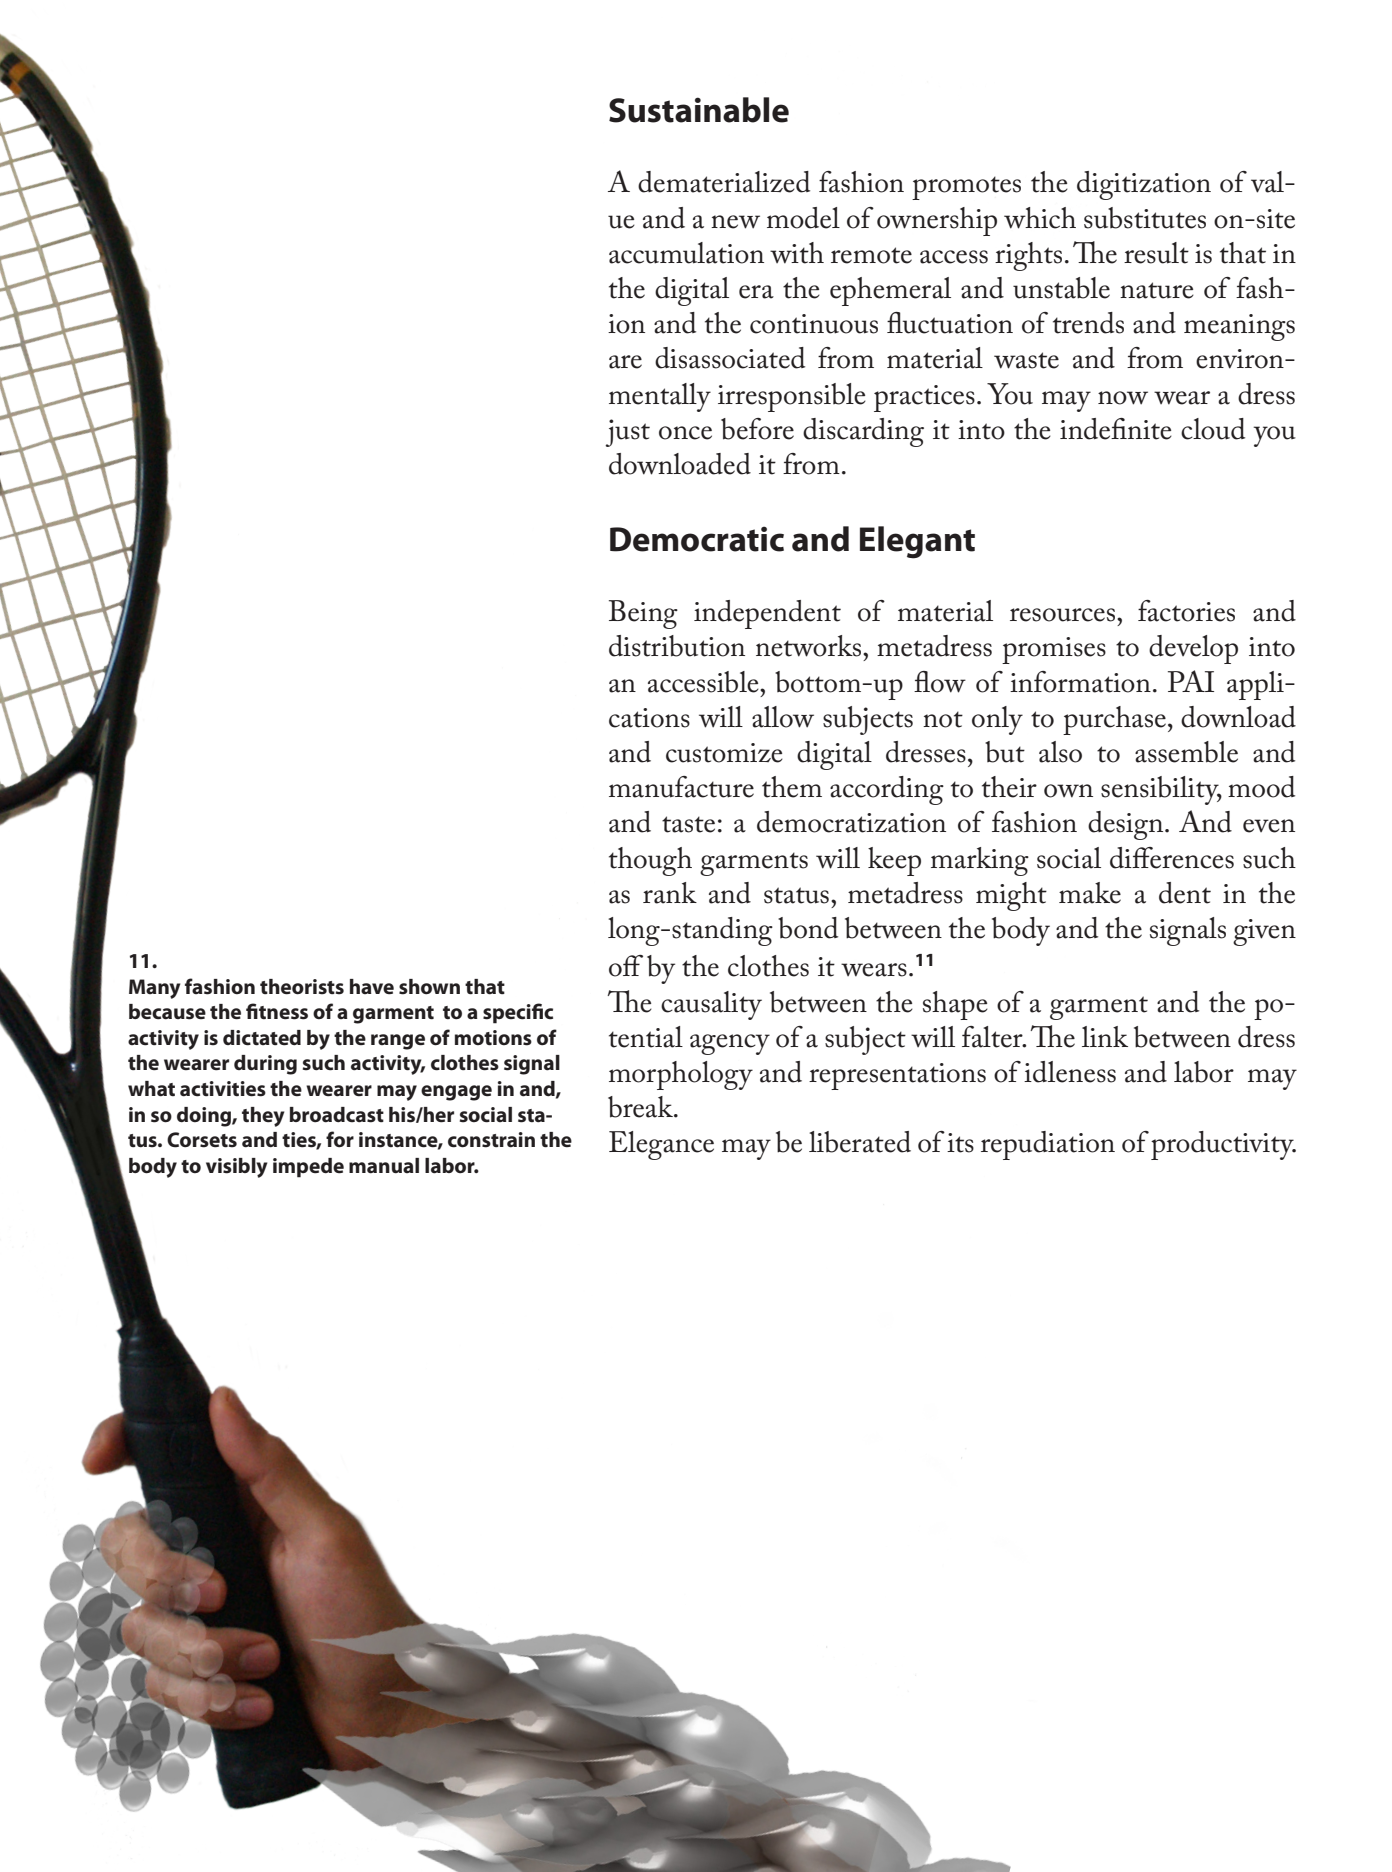 Sustainable
A dematerialized fashion promotes the digitization of val-
ue and a new model of ownership which substitutes on-site
accumulation with remote access rights. The result is that in
the digital era the ephemeral and unstable nature of fash-
ion and the continuous fluctuation of trends and meanings
are disassociated from material waste and from environ-
mentally irresponsible practices. You may now wear a dress
just once before discarding it into the indefinite cloud you
downloaded it from.
Democratic and Elegant
Being independent of material resources, factories and
distribution networks, metadress promises to develop into
an accessible, bottom-up flow of information. PAI appli-
cations will allow subjects not only to purchase, download
and customize digital dresses, but also to assemble and
manufacture them according to their own sensibility, mood
and taste: a democratization of fashion design. And even
though garments will keep marking social differences such
as rank and status, metadress might make a dent in the
long-standing bond between the body and the signals given
off by the clothes it wears.11
The causality between the shape of a garment and the po-
tential agency of a subject will falter. The link between dress
morphology and representations of idleness and labor may
break.
Elegance may be liberated of its repudiation of productivity.
11.
Many fashion theorists have shown that
because the fitness of a garment to a specific
activity is dictated by the range of motions of
the wearer during such activity, clothes signal
what activities the wearer may engage in and,
in so doing, they broadcast his/her social sta-
tus. Corsets and ties, for instance, constrain the
body to visibly impede manual labor.